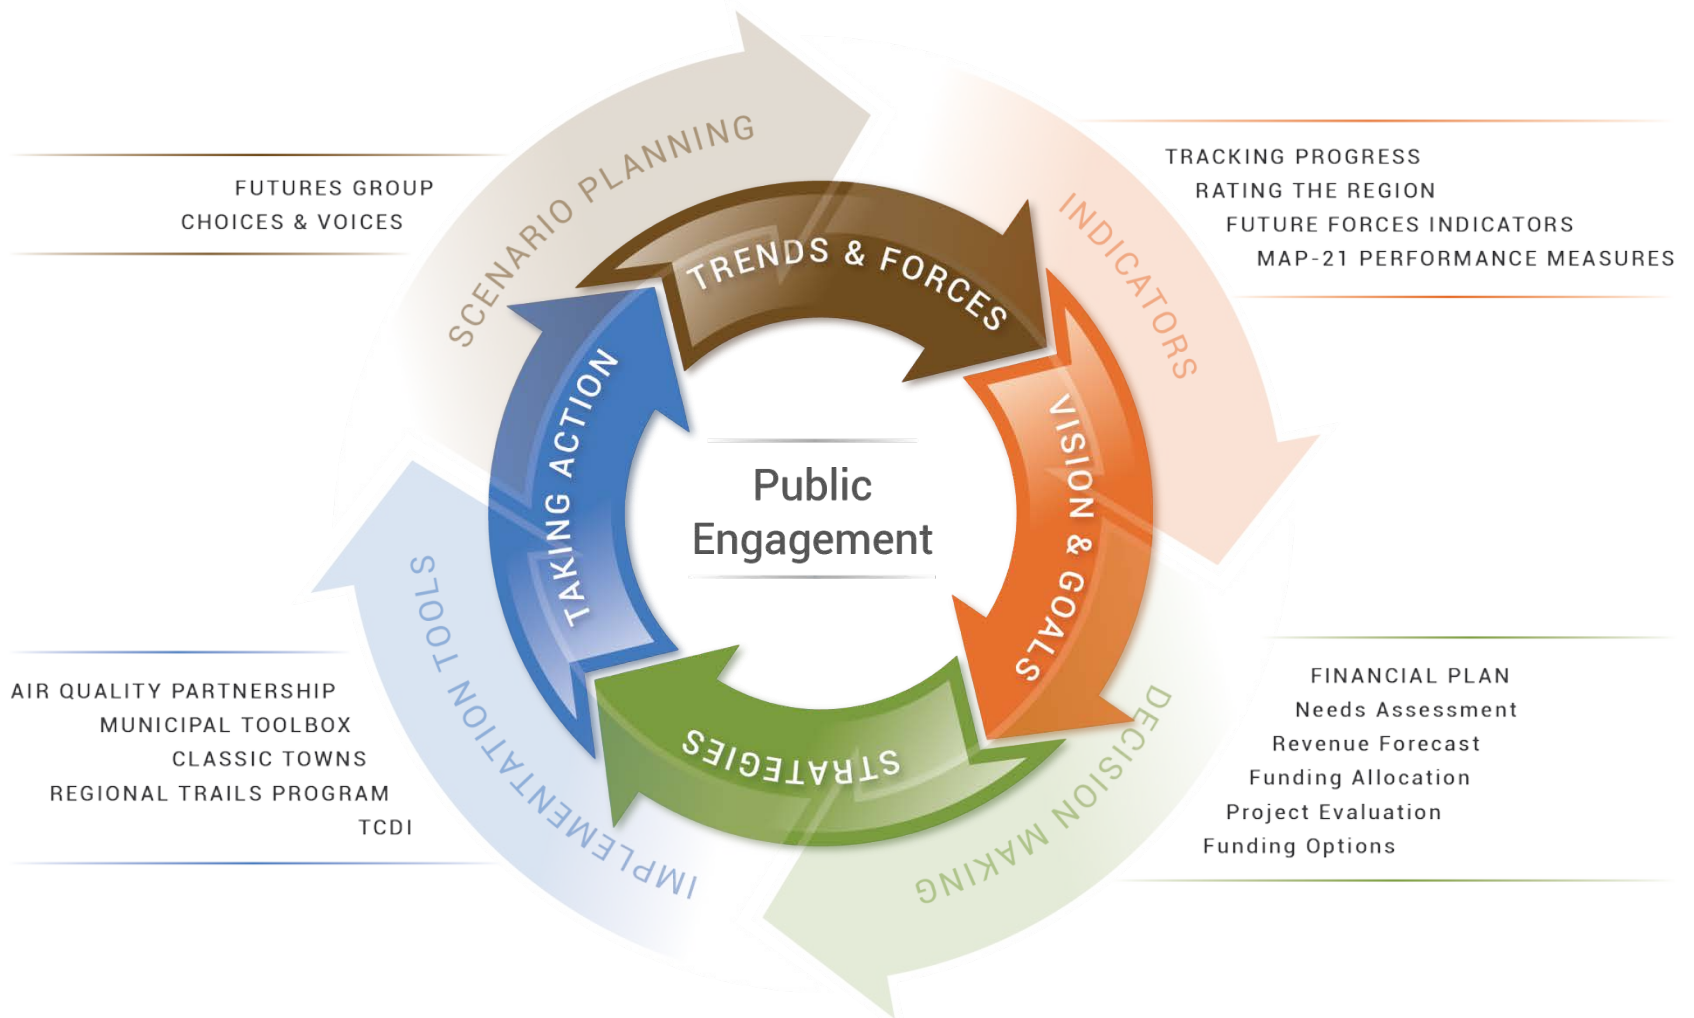 SCENARIO PLANNING
INDICATORS
DECISION MAKING
IMPLEMENTATION TOOLS
TRENDS & FORCES
VISION & GOALS
STRATEGIES
TAKING ACTION
Public
Engagement
FUTURES GROUP
CHOICES & VOICES
TRACKING PROGRESS
RATING THE REGION
FUTURE FORCES INDICATORS
MAP-21 PERFORMANCE MEASURES
FINANCIAL PLAN
Needs Assessment
Revenue Forecast
Funding Allocation
Project Evaluation
Funding Options
AIR QUALITY PARTNERSHIP
MUNICIPAL TOOLBOX
CLASSIC TOWNS
REGIONAL TRAILS PROGRAM
TCDI